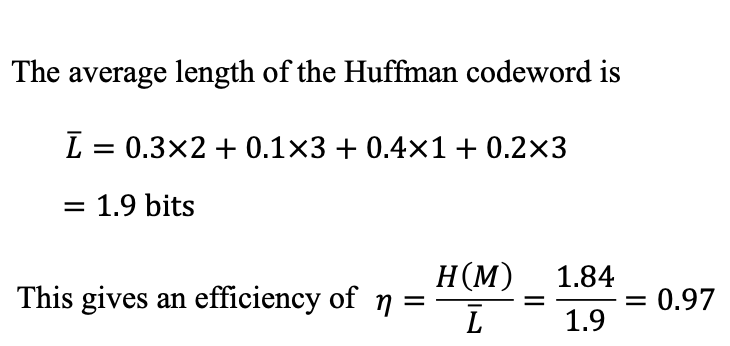 The average length of the Huffman codeword is
L̄ = 0.3×2 + 0.1×3 + 0.4×1 + 0.2×3
= 1.9 bits
This gives an efficiency of η = H(M)/L̄ = 1.84/1.9 = 0.97